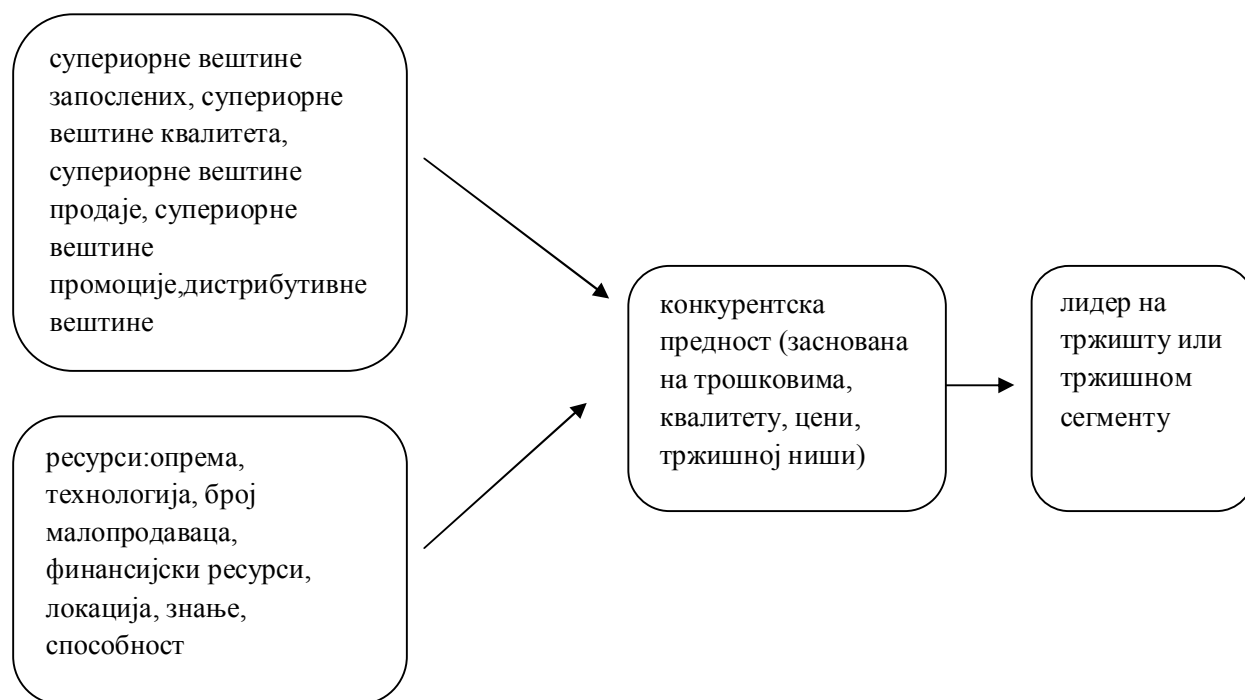 супериорне вештине
запослених, супериорне
вештине квалитета,
супериорне вештине
продаје, супериорне
вештине
промоције,дистрибутивне
вештине
ресурси:опрема,
технологија, број
малопродаваца,
финансијски ресурси,
локација, знање,
способност
конкурентска
предност (заснована
на трошковима,
квалитету, цени,
тржишној ниши)
лидер на
тржишту или
тржишном
сегменту